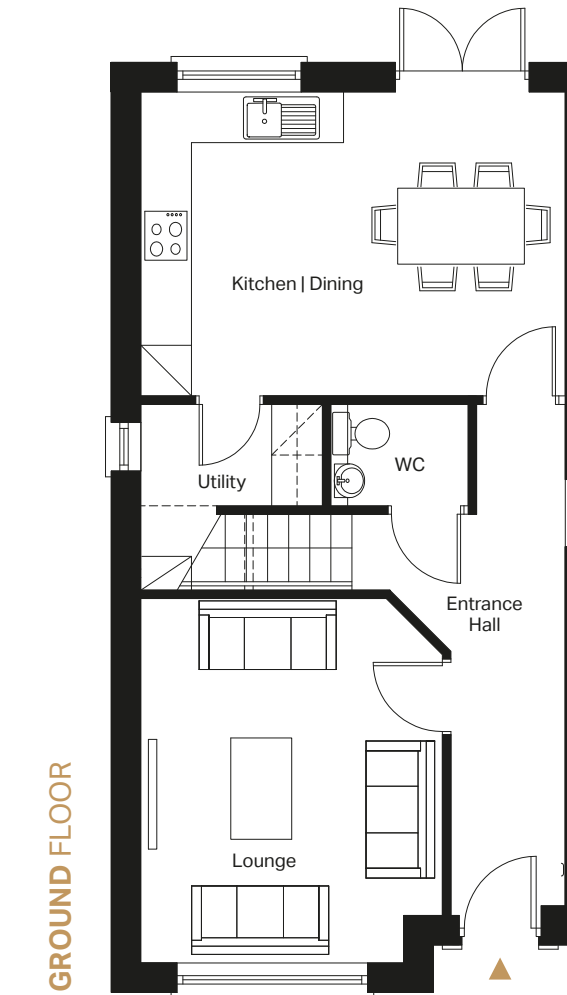 Kitchen | Dining
Utility
WC
Entrance
Hall
Lounge
GROUND FLOOR